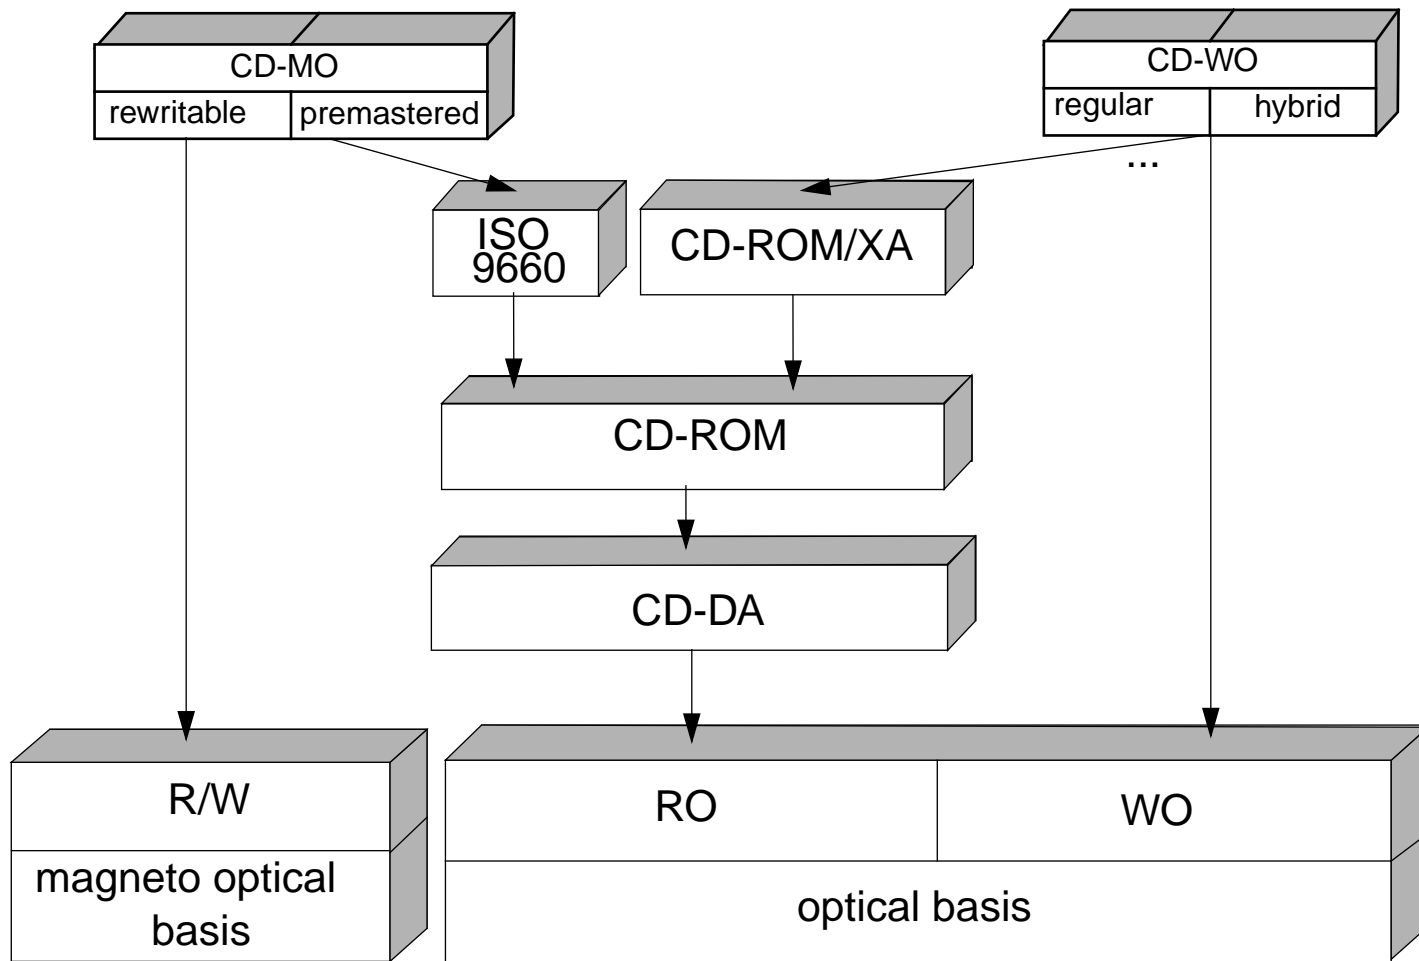 CD-MO
rewritable premastered
CD-WO
regular hybrid
...
ISO
9660
CD-ROM/XA
CD-ROM
CD-DA
R/W
magneto optical
basis
RO
WO
optical basis